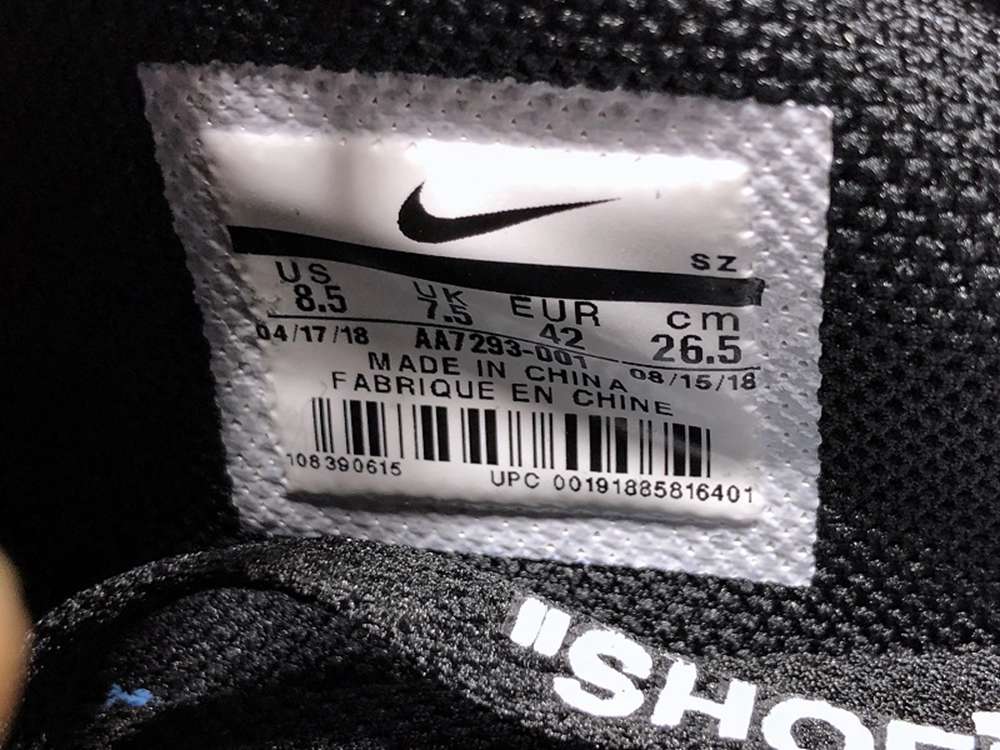 SZ
US UK EUR cm
8.5 7.5 42 26.5
04/17/18 AA7293-001 08/15/18
MADE IN CHINA
FABRIQUE EN CHINE
108390615 UPC 00191885816401
"SHOE